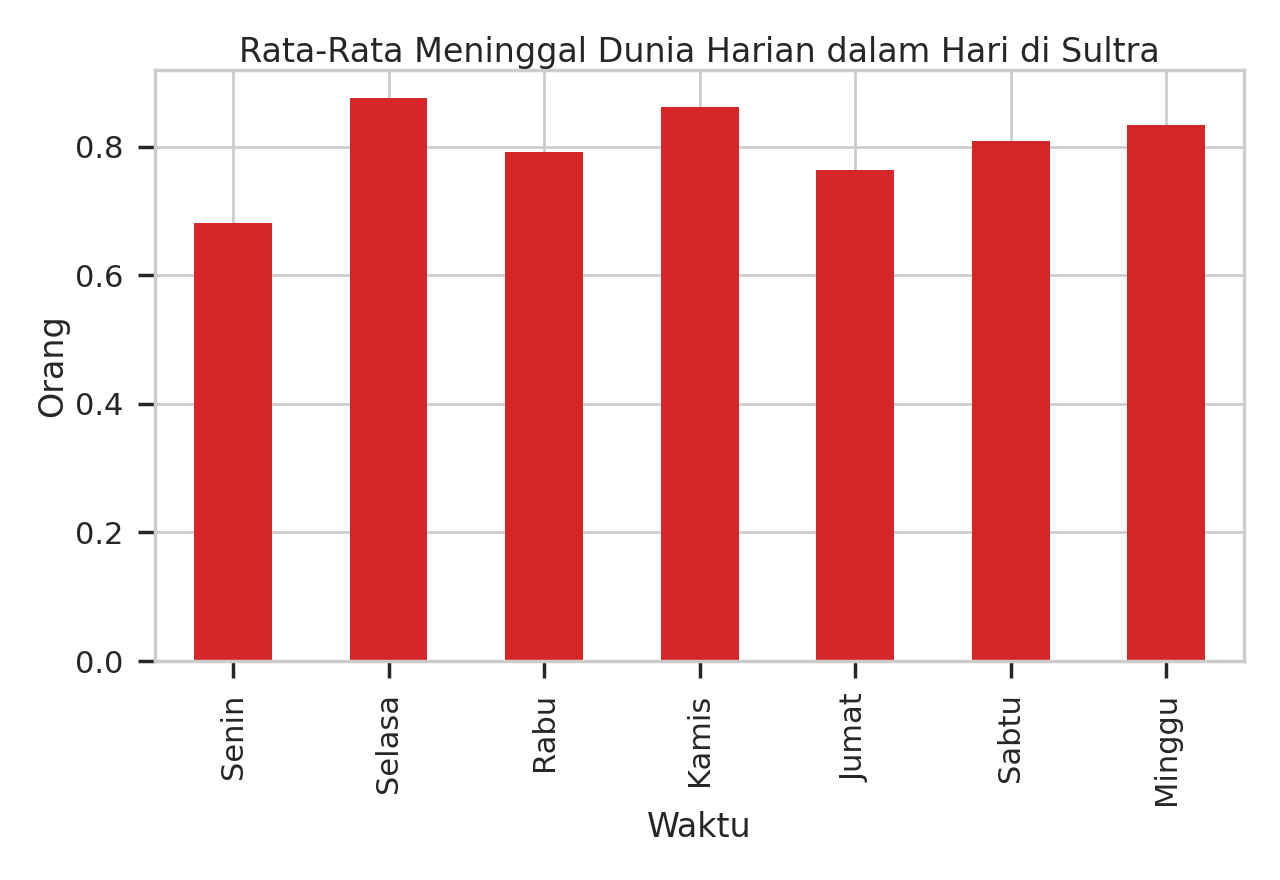 Rata-Rata Meninggal Dunia Harian dalam Hari di Sultra
Orang
0.8
0.6
0.4
0.2
0.0
Senin
Selasa
Rabu
Kamis
Jumat
Sabtu
Minggu
Waktu